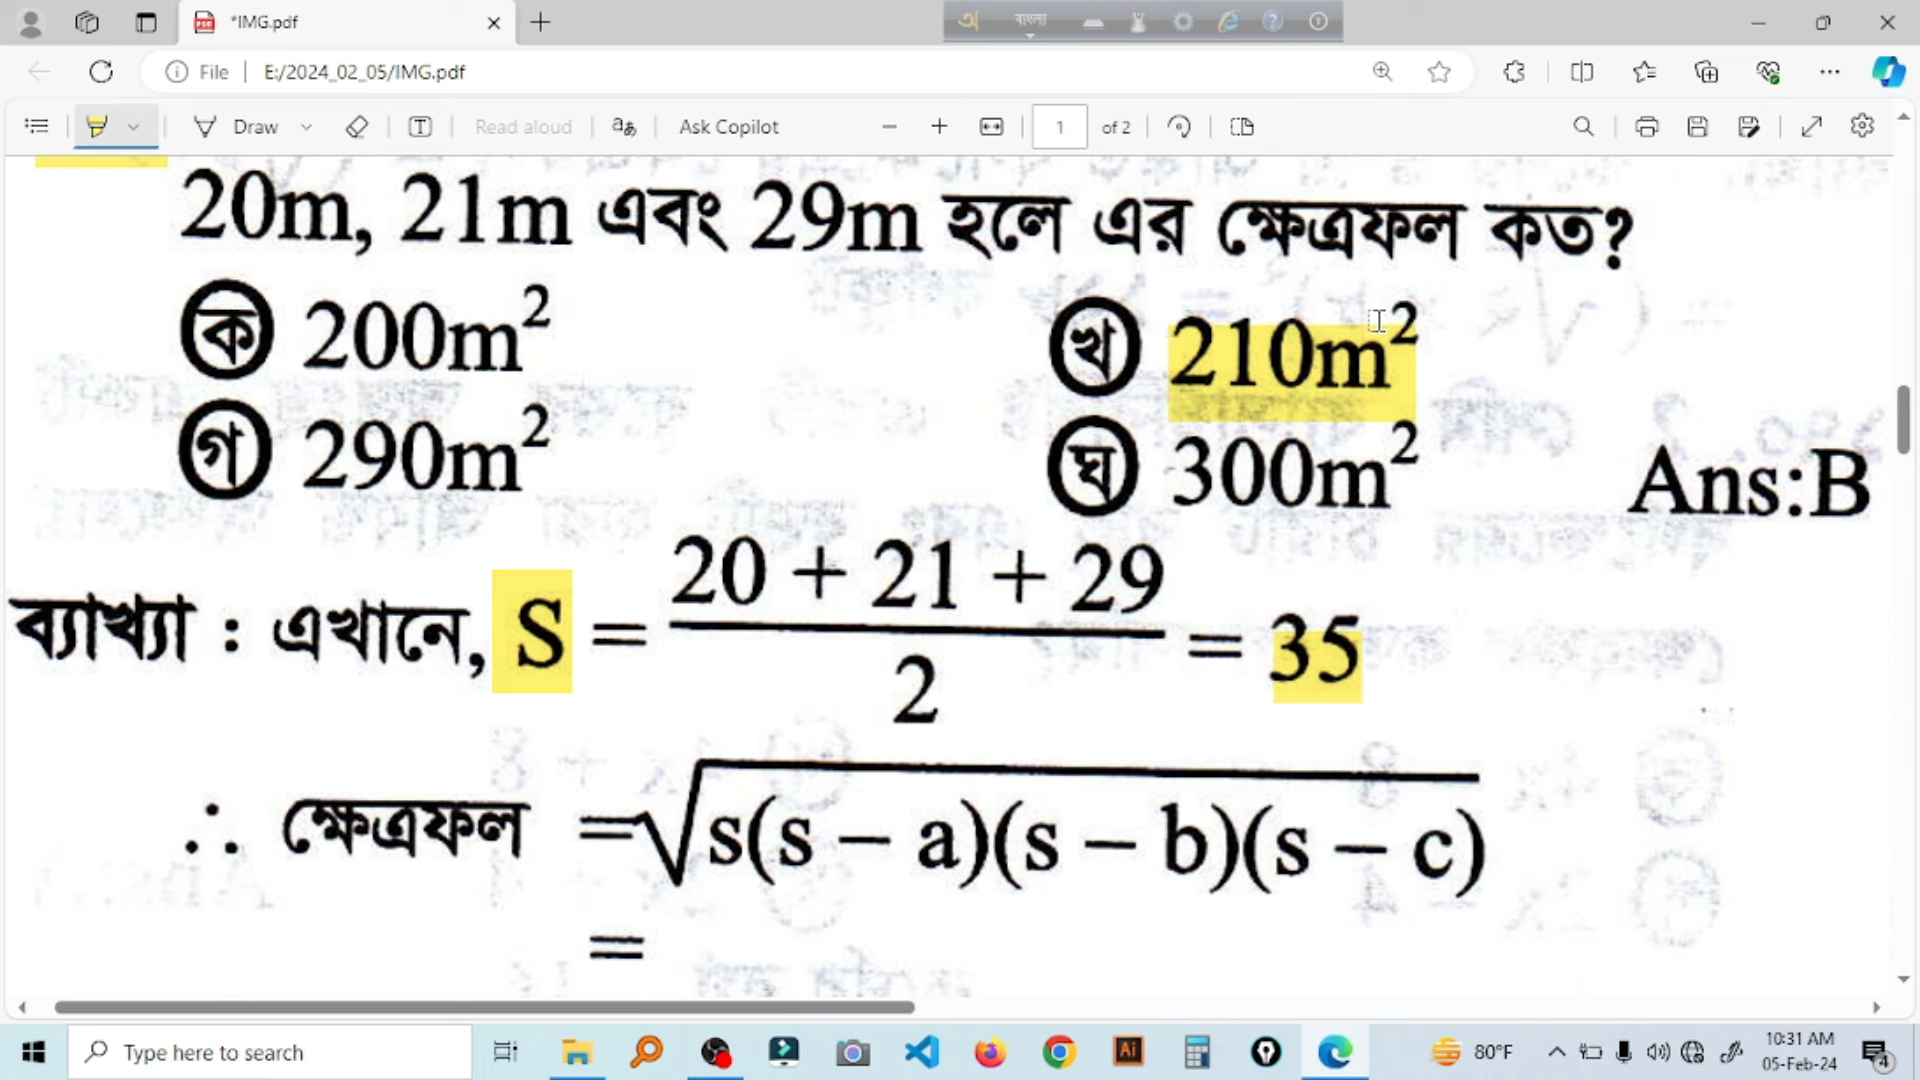 *IMG.pdf
বাংলা
File
E:/2024_02_05/IMG.pdf
Draw
Read aloud
Ask Copilot
1
of 2
20m, 21m এবং 29m হলে এর ক্ষেত্রফল কত?
ক 200m²
খ 210m²
গ 290m²
ঘ 300m²
Ans:B
ব্যাখ্যা : এখানে, S = (20 + 21 + 29)/2 = 35
∴ ক্ষেত্রফল =√s(s – a)(s – b)(s – c)
=
Type here to search
80°F
10:31 AM
05-Feb-24
4